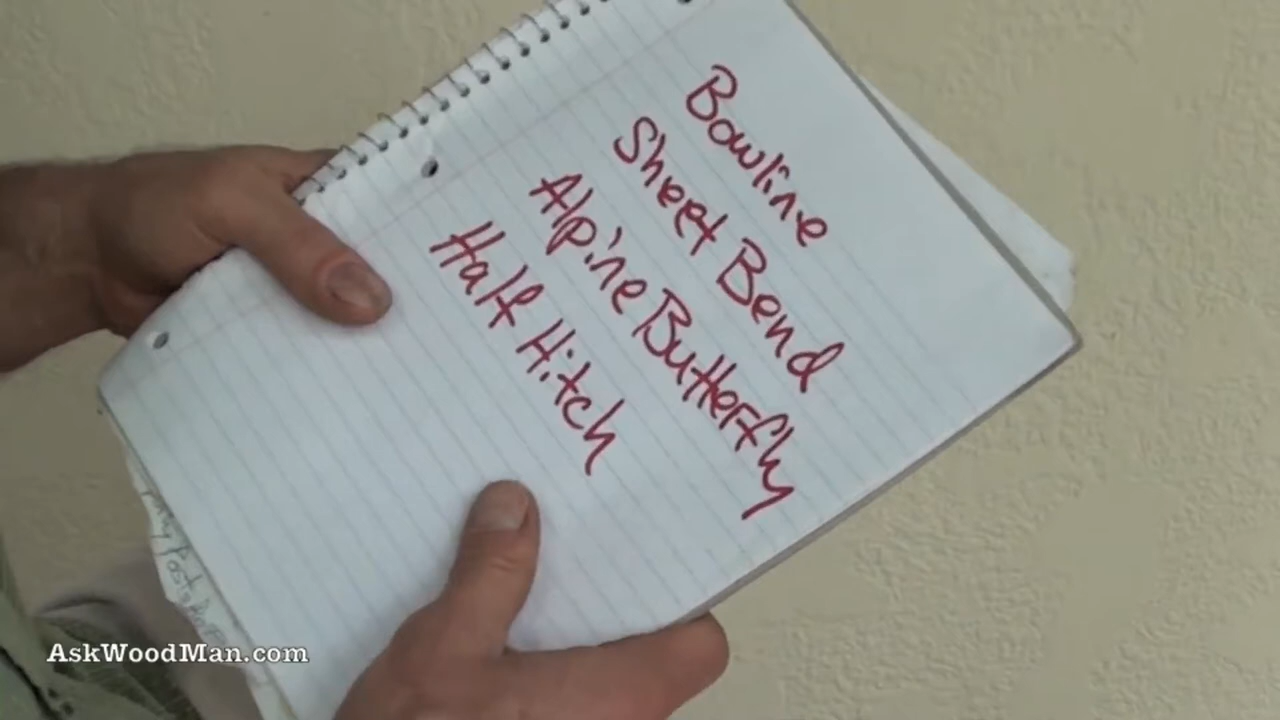 Bowline
Sheet Bend
Alpine Butterfly
Half Hitch
AskWoodMan.com